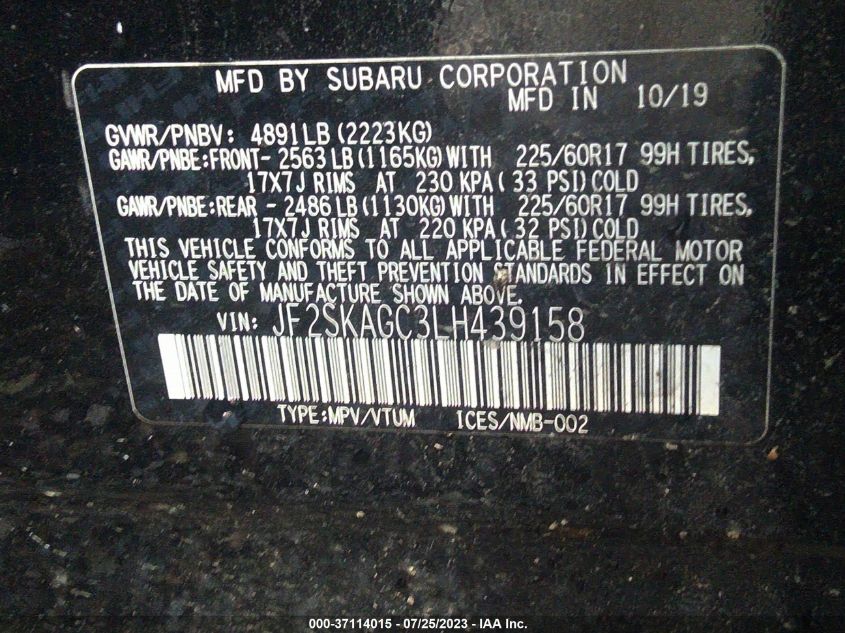 MFD BY SUBARU CORPORATION
MFD IN 10/19
GVWR/PNBV: 4891LB (2223KG)
GAWR/PNBE:FRONT- 2563 LB (1165KG) WITH 225/60R17 99H TIRES,
17X7J RIMS AT 230 KPA ( 33 PSI) COLD
GAWR/PNBE:REAR - 2486 LB (1130KG) WITH 225/60R17 99H TIRES,
17X7J RIMS AT 220 KPA ( 32 PSI) COLD
THIS VEHICLE CONFORMS TO ALL APPLICABLE FEDERAL MOTOR
VEHICLE SAFETY AND THEFT PREVENTION STANDARDS IN EFFECT ON
THE DATE OF MANUFACTURE SHOWN ABOVE.
VIN: JF2SKAGC3LH439158
TYPE:MPV/VTUM ICES/NMB-002
000-37114015 - 07/25/2023 - IAA Inc.